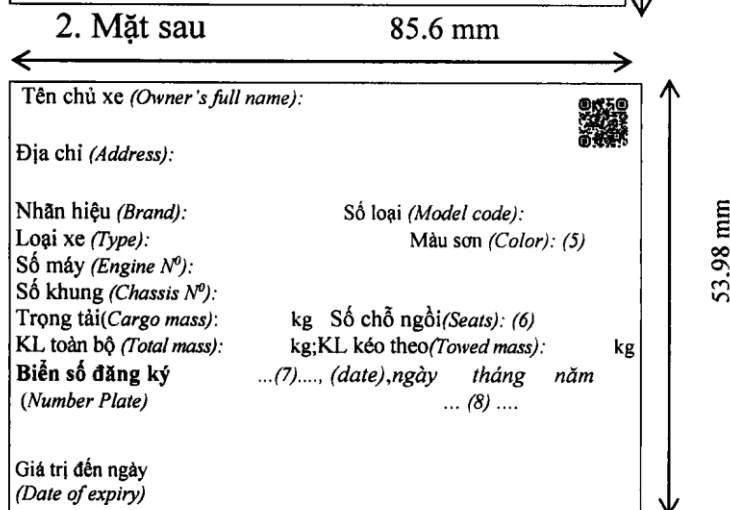 2. Mặt sau 85.6 mm
Tên chủ xe (Owner's full name):
Địa chỉ (Address):
Nhãn hiệu (Brand): Số loại (Model code):
Loại xe (Type): Màu sơn (Color): (5)
Số máy (Engine Nº):
Số khung (Chassis Nº):
Trọng tải(Cargo mass): kg Số chỗ ngồi(Seats): (6)
KL toàn bộ (Total mass): kg;KL kéo theo(Towed mass): kg
Biển số đăng ký ...(7)...., (date),ngày tháng năm
(Number Plate) ... (8) ....
Giá trị đến ngày
(Date of expiry)
53.98 mm